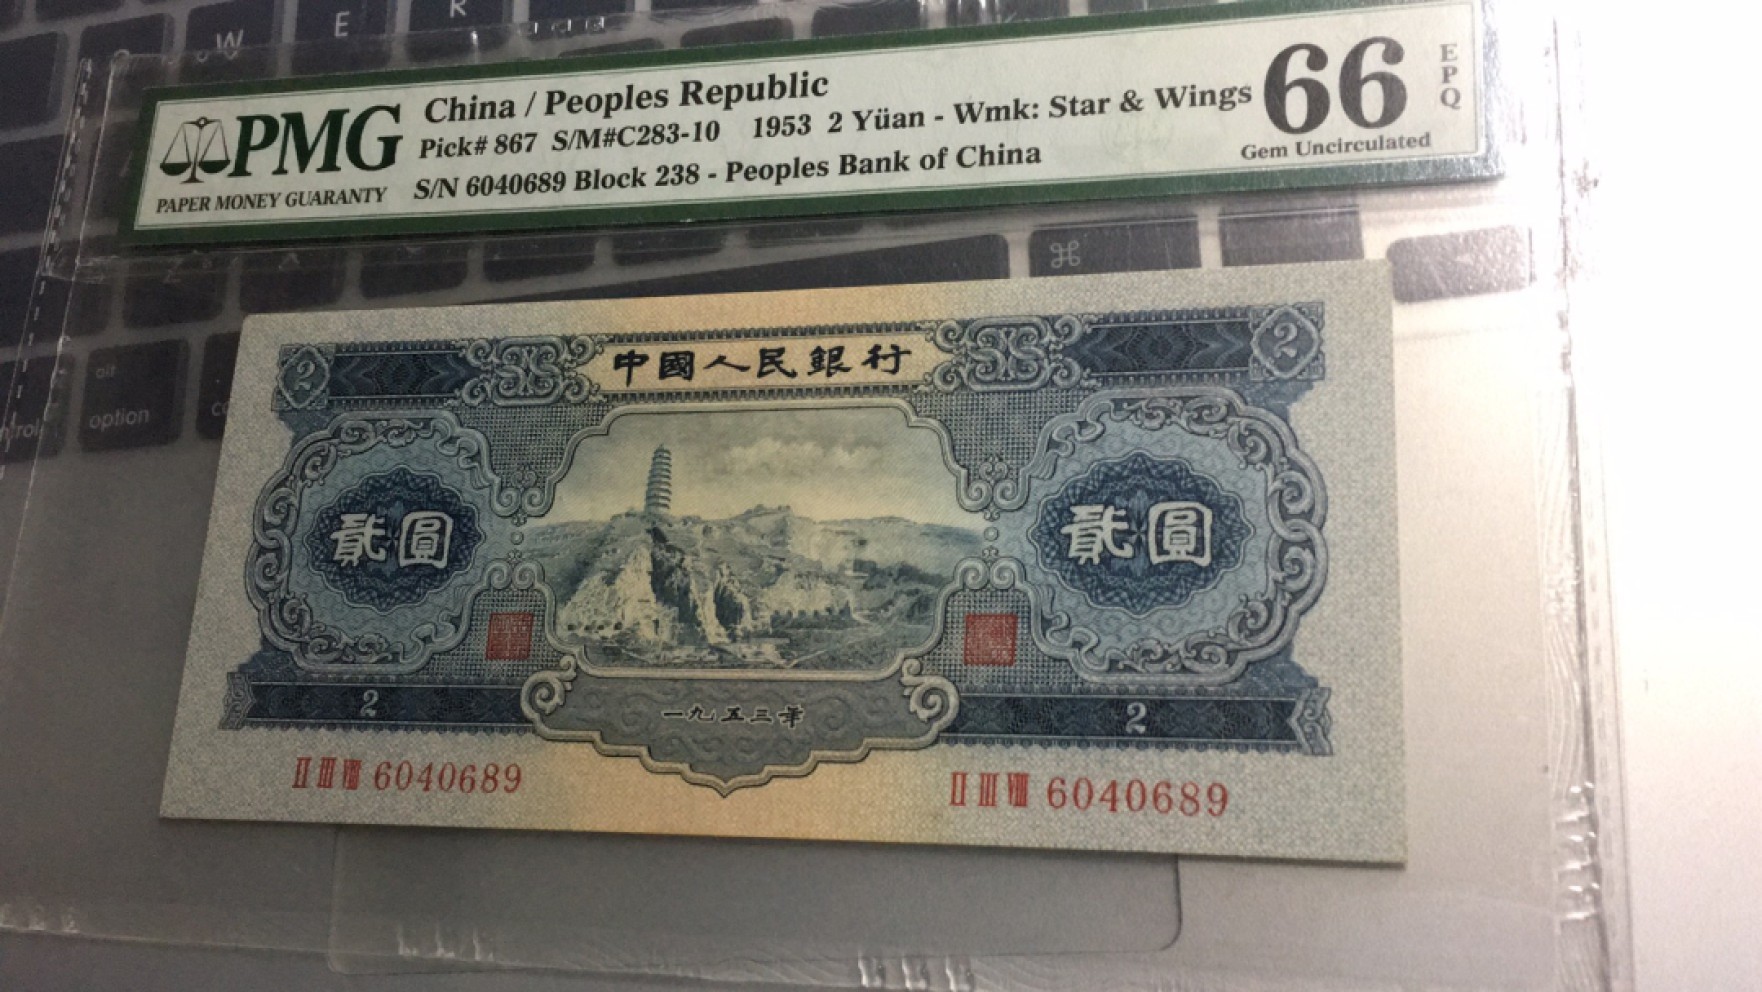 W E R
PMG
PAPER MONEY GUARANTY
China / Peoples Republic
Pick# 867 S/M#C283-10 1953 2 Yüan - Wmk: Star & Wings
S/N 6040689 Block 238 - Peoples Bank of China
66
EPQ
Gem Uncirculated
Z
⌘
alt
option
2 中國人民銀行 2
貳圓 貳圓
2 一九五三年 2
II III VIII 6040689 II III VIII 6040689